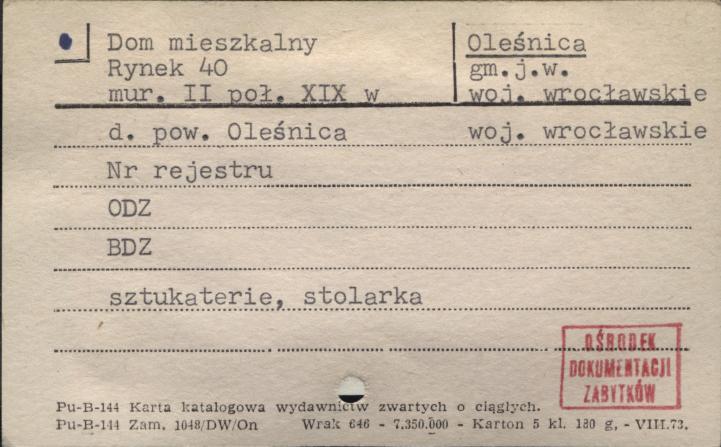 Dom mieszkalny
Rynek 40
mur. II poł. XIX w
Oleśnica
gm.j.w.
woj. wrocławskie
d. pow. Oleśnica woj. wrocławskie
Nr rejestru
ODZ
BDZ
sztukaterie, stolarka
OŚRODEK
DOKUMENTACJI
ZABYTKÓW
Pu-B-144 Karta katalogowa wydawnictw zwartych o ciągłych.
Pu-B-144 Zam. 1048/DW/On Wrak 646 - 7.350.000 - Karton 5 kl. 180 g, - VIII.73.